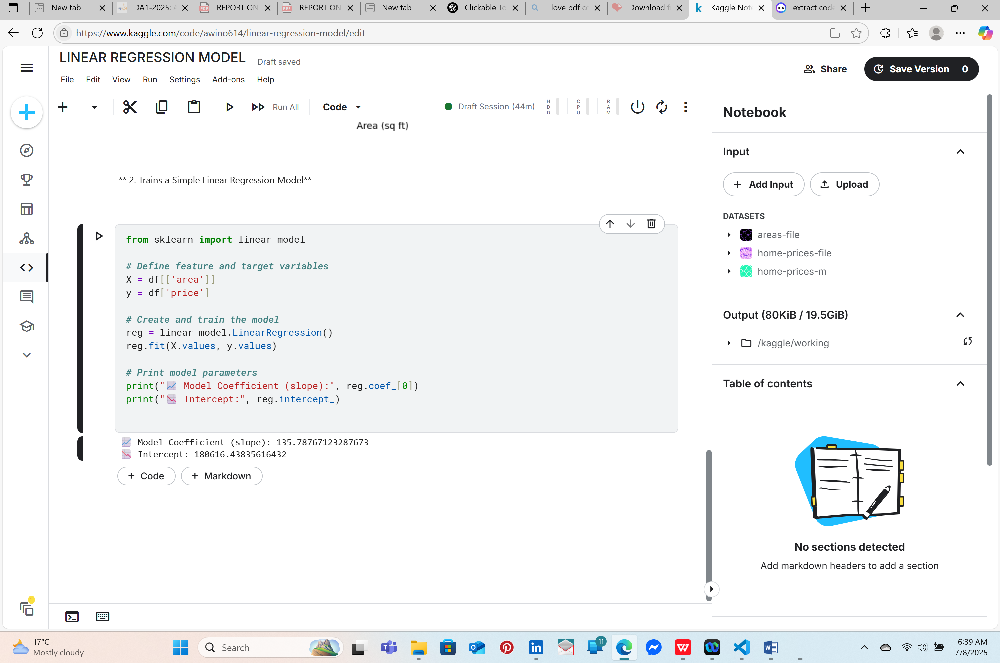 New tab
DA1-2025:
REPORT ON
REPORT ON
New tab
Clickable To
i love pdf co
Download f
Kaggle Note
extract code
https://www.kaggle.com/code/awino614/linear-regression-model/edit
LINEAR REGRESSION MODEL
Draft saved
File Edit View Run Settings Add-ons Help
Share
Save Version 0
Run All
Code
Draft Session (44m)
HDD
CPU
RAM
Area (sq ft)
** 2. Trains a Simple Linear Regression Model**
from sklearn import linear_model
# Define feature and target variables
X = df[['area']]
y = df['price']
# Create and train the model
reg = linear_model.LinearRegression()
reg.fit(X.values, y.values)
# Print model parameters
print("📈 Model Coefficient (slope):", reg.coef_[0])
print("📉 Intercept:", reg.intercept_)
📈 Model Coefficient (slope): 135.78767123287673
📉 Intercept: 180616.43835616432
+ Code
+ Markdown
Notebook
Input
+ Add Input
Upload
DATASETS
areas-file
home-prices-file
home-prices-m
Output (80KiB / 19.5GiB)
/kaggle/working
Table of contents
No sections detected
Add markdown headers to add a section
1
17°C
Mostly cloudy
Search
11
6:39 AM
7/8/2025